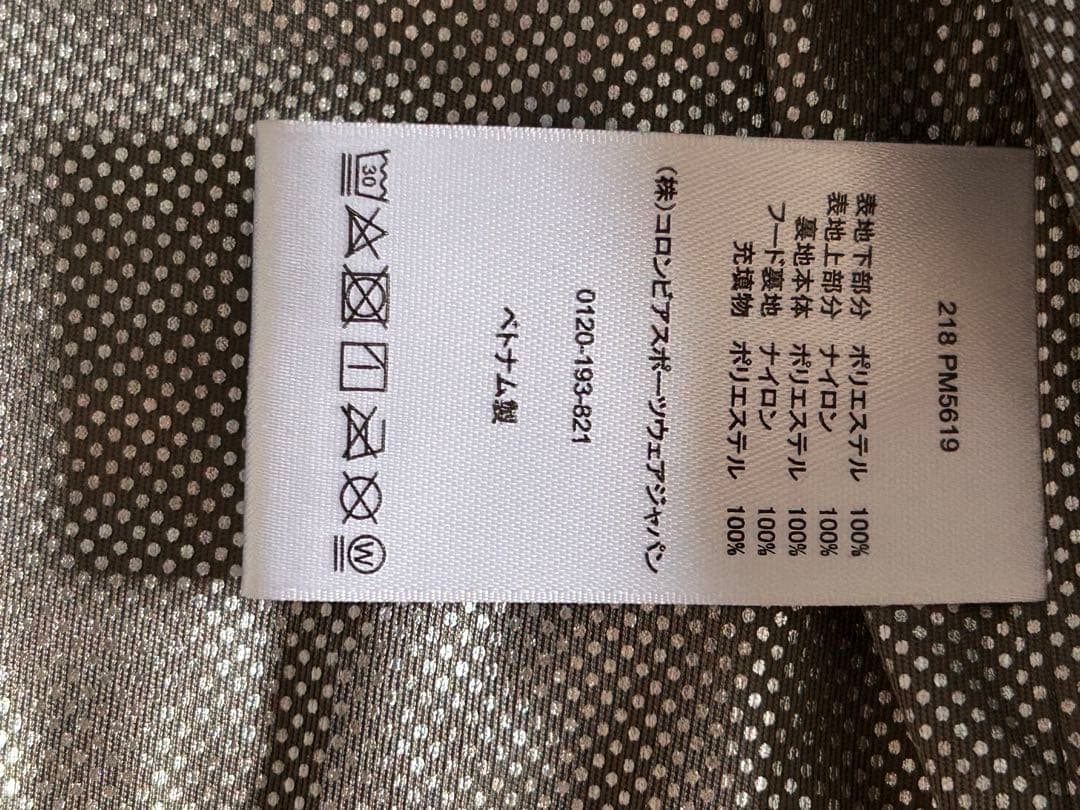 218 PM5619
表地下部分 ポリエステル 100%
表地上部分 ナイロン 100%
裏地本体 ポリエステル 100%
フード裏地 ナイロン 100%
充填物 ポリエステル 100%
(株)コロンビアスポーツウェアジャパン
0120-193-821
ベトナム製
30 W